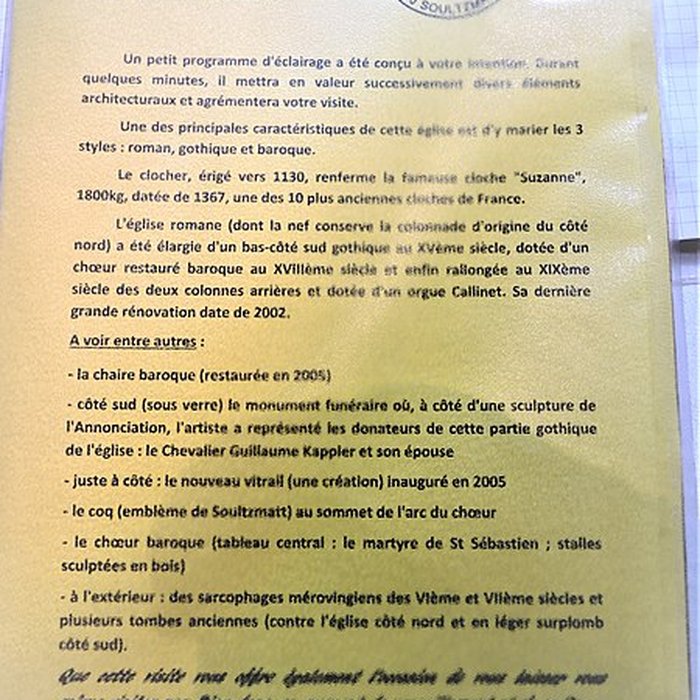 SOULTZM
Un petit programme d'éclairage a été conçu à votre intention. Durant
quelques minutes, il mettra en valeur successivement divers éléments
architecturaux et agrémentera votre visite.
Une des principales caractéristiques de cette église est d'y marier les 3
styles : roman, gothique et baroque.
Le clocher, érigé vers 1130, renferme la fameuse cloche "Suzanne",
1800kg, datée de 1367, une des 10 plus anciennes cloches de France.
L'église romane (dont la nef conserve la colonnade d'origine du côté
nord) a été élargie d'un bas-côté sud gothique au XVème siècle, dotée d'un
chœur restauré baroque au XVIIIème siècle et enfin rallongée au XIXème
siècle des deux colonnes arrières et dotée d'un orgue Callinet. Sa dernière
grande rénovation date de 2002.
A voir entre autres :
- la chaire baroque (restaurée en 2005)
- côté sud (sous verre) le monument funéraire où, à côté d'une sculpture de
l'Annonciation, l'artiste a représenté les donateurs de cette partie gothique
de l'église : le Chevalier Guillaume Kappler et son épouse
- juste à côté : le nouveau vitrail (une création) inauguré en 2005
- le coq (emblème de Soultzmatt) au sommet de l'arc du chœur
- le chœur baroque (tableau central : le martyre de St Sébastien ; stalles
sculptées en bois)
- à l'extérieur : des sarcophages mérovingiens des VIème et VIIème siècles et
plusieurs tombes anciennes (contre l'église côté nord et en léger surplomb
côté sud).
Que cette visite vous offre également l'occasion de vous laisser vous